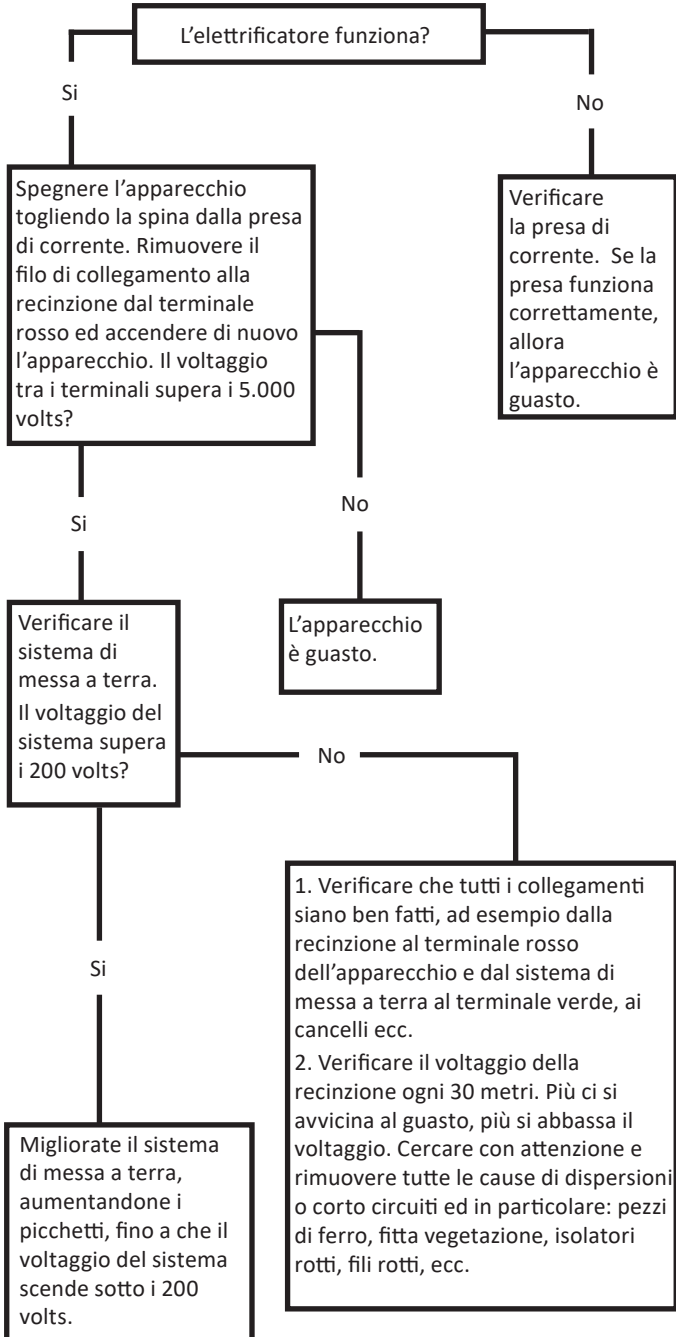 L’elettrificatore funziona?
Si
No
Spegnere l’apparecchio
togliendo la spina dalla presa
di corrente. Rimuovere il
filo di collegamento alla
recinzione dal terminale
rosso ed accendere di nuovo
l’apparecchio. Il voltaggio
tra i terminali supera i 5.000
volts?
Verificare
la presa di
corrente. Se la
presa funziona
correttamente,
allora
l’apparecchio è
guasto.
Si
No
Verificare il
sistema di
messa a terra.
Il voltaggio del
sistema supera
i 200 volts?
L’apparecchio
è guasto.
No
Si
1. Verificare che tutti i collegamenti
siano ben fatti, ad esempio dalla
recinzione al terminale rosso
dell’apparecchio e dal sistema di
messa a terra al terminale verde, ai
cancelli ecc.
2. Verificare il voltaggio della
recinzione ogni 30 metri. Più ci si
avvicina al guasto, più si abbassa il
voltaggio. Cercare con attenzione e
rimuovere tutte le cause di dispersioni
o corto circuiti ed in particolare: pezzi
di ferro, fitta vegetazione, isolatori
rotti, fili rotti, ecc.
Migliorate il sistema
di messa a terra,
aumentandone i
picchetti, fino a che il
voltaggio del sistema
scende sotto i 200
volts.